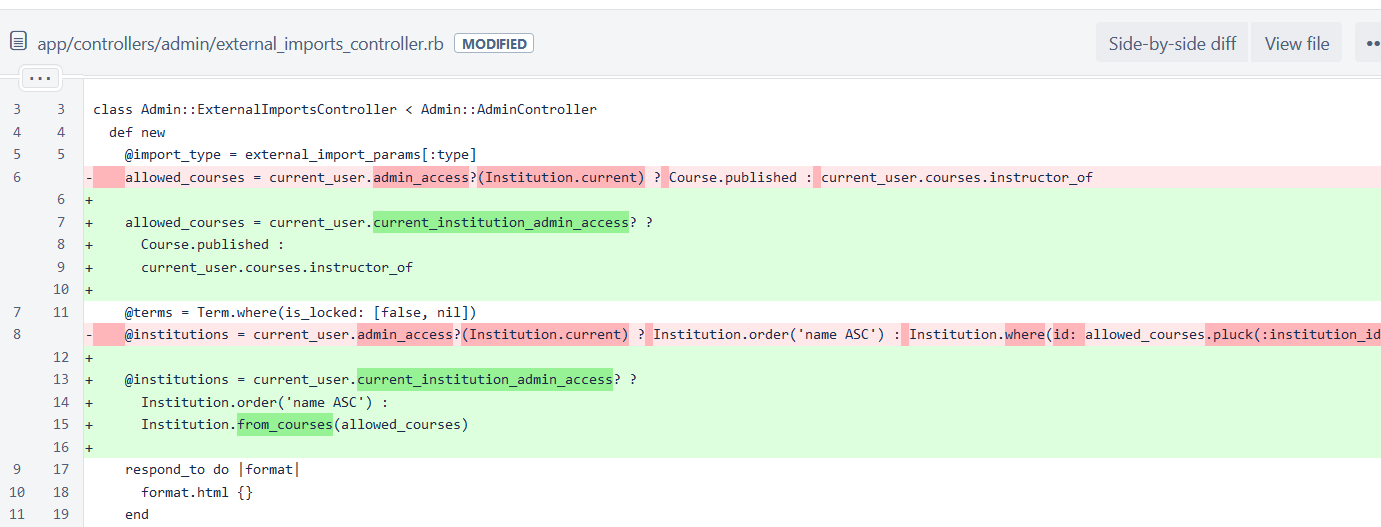 app/controllers/admin/external_imports_controller.rb MODIFIED Side-by-side diff View file ••
...
3 3 class Admin::ExternalImportsController < Admin::AdminController
4 4 def new
5 5 @import_type = external_import_params[:type]
6 - allowed_courses = current_user.admin_access?(Institution.current) ? Course.published : current_user.courses.instructor_of
6 +
7 + allowed_courses = current_user.current_institution_admin_access? ?
8 + Course.published :
9 + current_user.courses.instructor_of
10 +
7 11 @terms = Term.where(is_locked: [false, nil])
8 - @institutions = current_user.admin_access?(Institution.current) ? Institution.order('name ASC') : Institution.where(id: allowed_courses.pluck(:institution_id
12 +
13 + @institutions = current_user.current_institution_admin_access? ?
14 + Institution.order('name ASC') :
15 + Institution.from_courses(allowed_courses)
16 +
9 17 respond_to do |format|
10 18 format.html {}
11 19 end